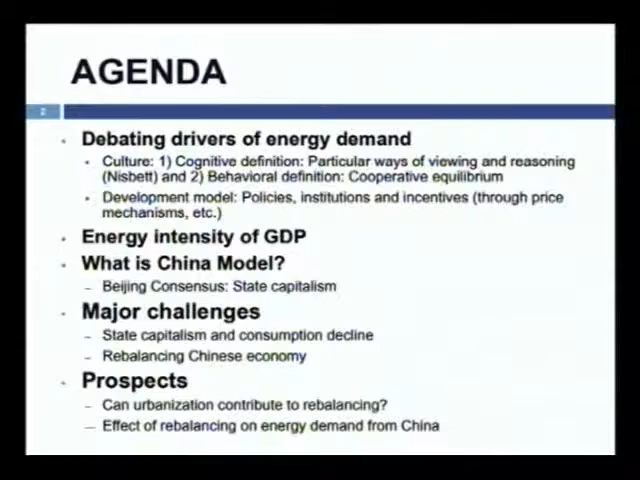 AGENDA
2
Debating drivers of energy demand
Culture: 1) Cognitive definition: Particular ways of viewing and reasoning
(Nisbett) and 2) Behavioral definition: Cooperative equilibrium
Development model: Policies, institutions and incentives (through price
mechanisms, etc.)
Energy intensity of GDP
What is China Model?
– Beijing Consensus: State capitalism
Major challenges
– State capitalism and consumption decline
– Rebalancing Chinese economy
Prospects
– Can urbanization contribute to rebalancing?
– Effect of rebalancing on energy demand from China